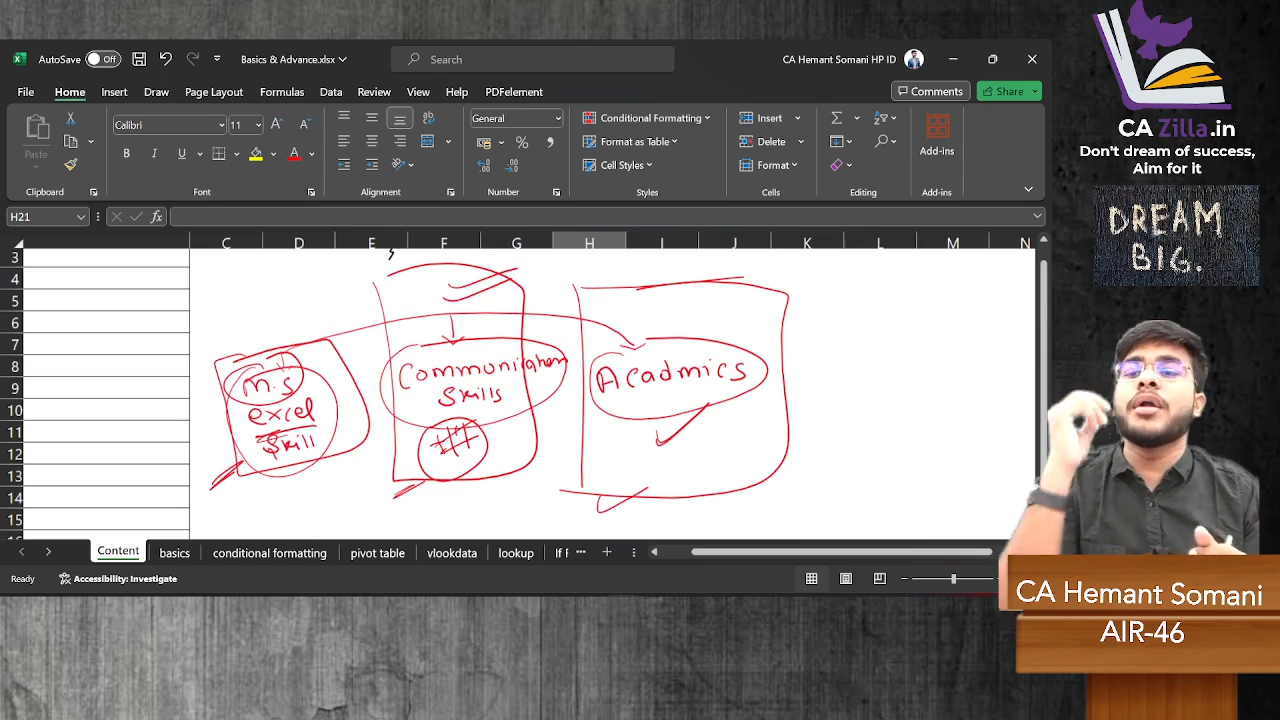 AutoSave Off
Basics & Advance.xlsx
Search
CA Hemant Somani HP ID
File Home Insert Draw Page Layout Formulas Data Review View Help PDFelement
Comments Share
Paste
Calibri 11
B I U
General
Conditional Formatting
Format as Table
Cell Styles
Insert
Delete
Format
Add-ins
Clipboard Font Alignment Number Styles Cells Editing Add-ins
H21 fx
C D E F G H I J K L M N
3
4
5
6
7
8
9
10
11
12
13
14
15
M.S
excel
skill
Communication
Skills
Acadmics
Content basics conditional formatting pivot table vlookdata lookup If F
Ready Accessibility: Investigate
CA Zilla.in
Don't dream of success,
Aim for it
DREAM
BIG.
CA Hemant Somani
AIR-46